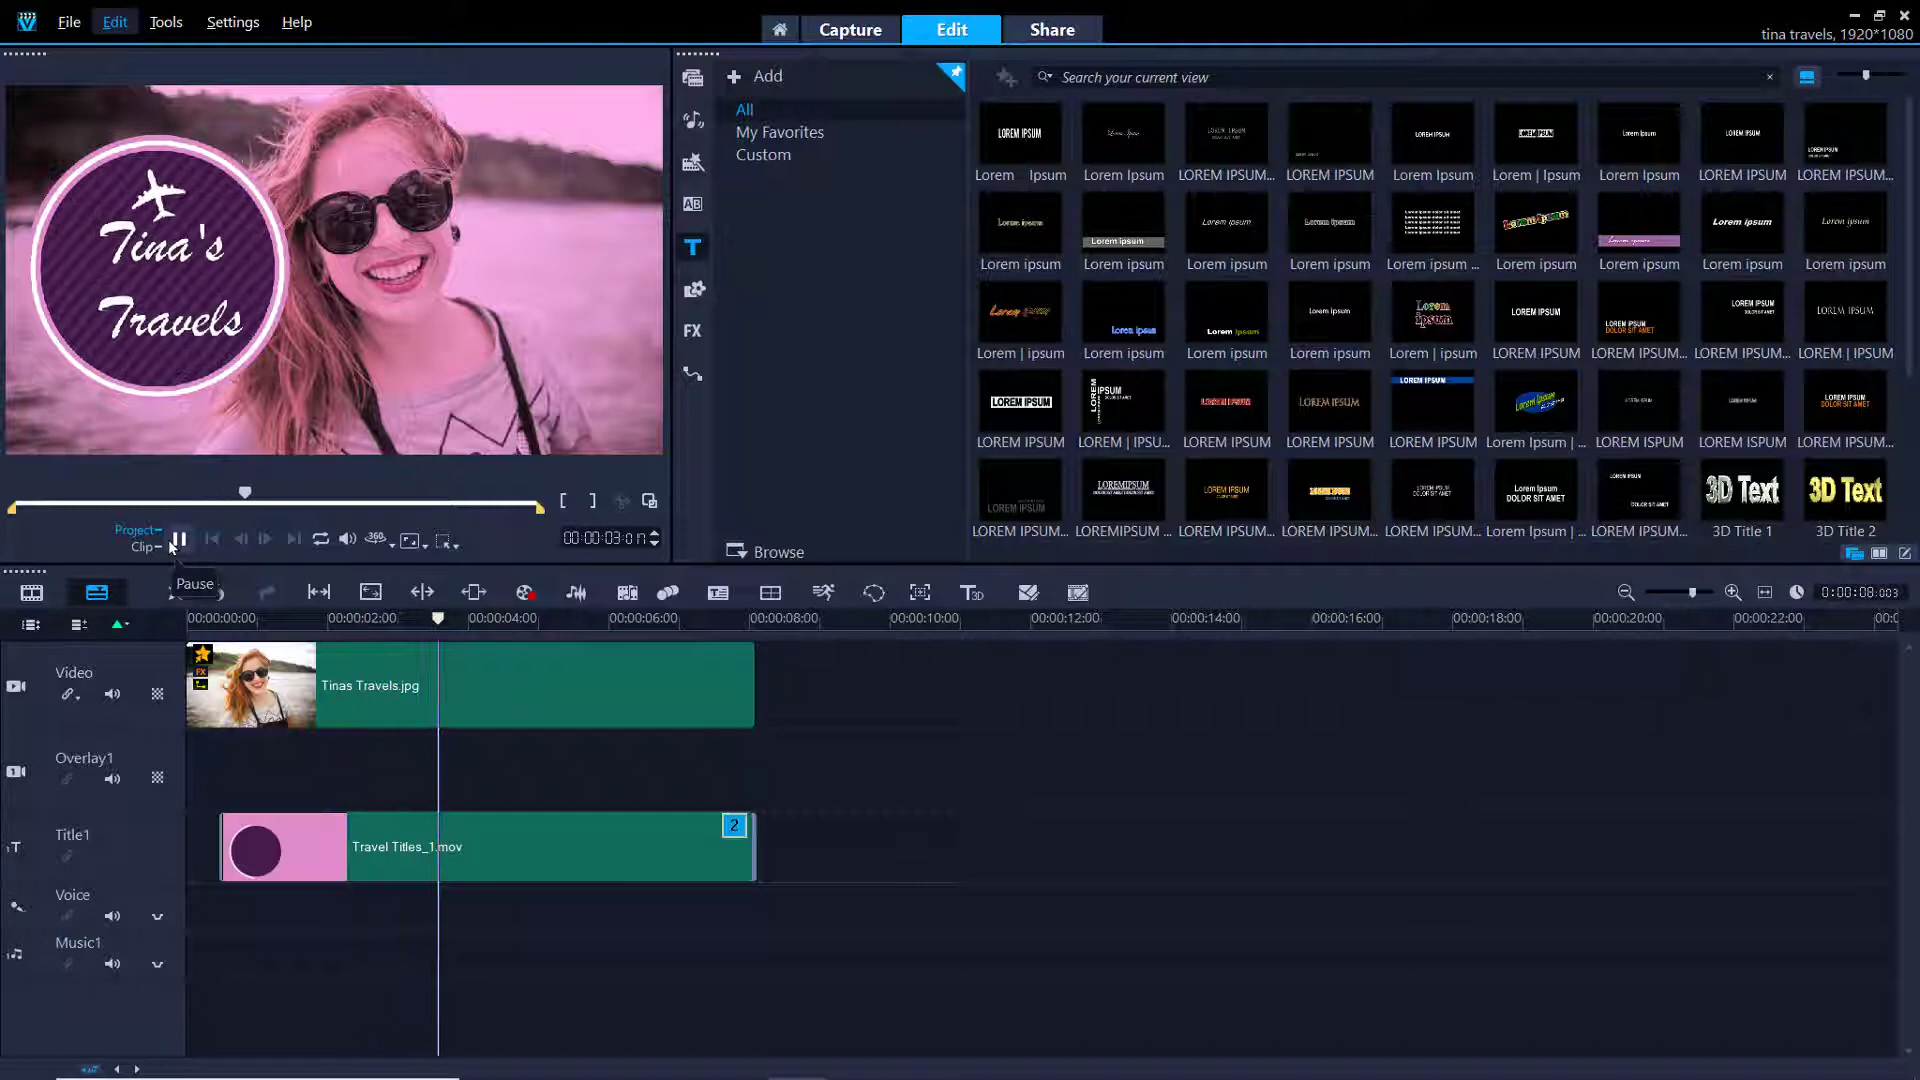 File Edit Tools Settings Help
Capture Edit Share
tina travels, 1920*1080
Tina's
Travels
Add
All
My Favorites
Custom
Browse
Search your current view
Lorem Ipsum Lorem Ipsum LOREM IPSUM... LOREM IPSUM Lorem Ipsum Lorem | Ipsum Lorem Ipsum LOREM IPSUM LOREM IPSUM...
Lorem ipsum Lorem ipsum Lorem ipsum Lorem ipsum Lorem ipsum ... Lorem ipsum Lorem ipsum Lorem ipsum Lorem ipsum
Lorem | ipsum Lorem ipsum Lorem ipsum Lorem ipsum Lorem | ipsum LOREM IPSUM LOREM IPSUM... LOREM IPSUM... LOREM | IPSUM
LOREM IPSUM LOREM | IPSU... LOREM IPSUM LOREM IPSUM LOREM IPSUM Lorem Ipsum | ... LOREM ISPUM LOREM IPSUM LOREM IPSUM...
3D Text 3D Text
LOREM IPSUM... LOREMIPSUM ... LOREM IPSUM... LOREM IPSUM... LOREM IPSUM... LOREM IPSUM... LOREM IPSUM... 3D Title 1 3D Title 2
Project
Clip
Pause
0:00:08:003
00:00:00:00 00:00:02:00 00:00:04:00 00:00:06:00 00:00:08:00 00:00:10:00 00:00:12:00 00:00:14:00 00:00:16:00 00:00:18:00 00:00:20:00 00:00:22:00
Video
Tinas Travels.jpg
Overlay1
Title1
Travel Titles_1.mov
2
Voice
Music1